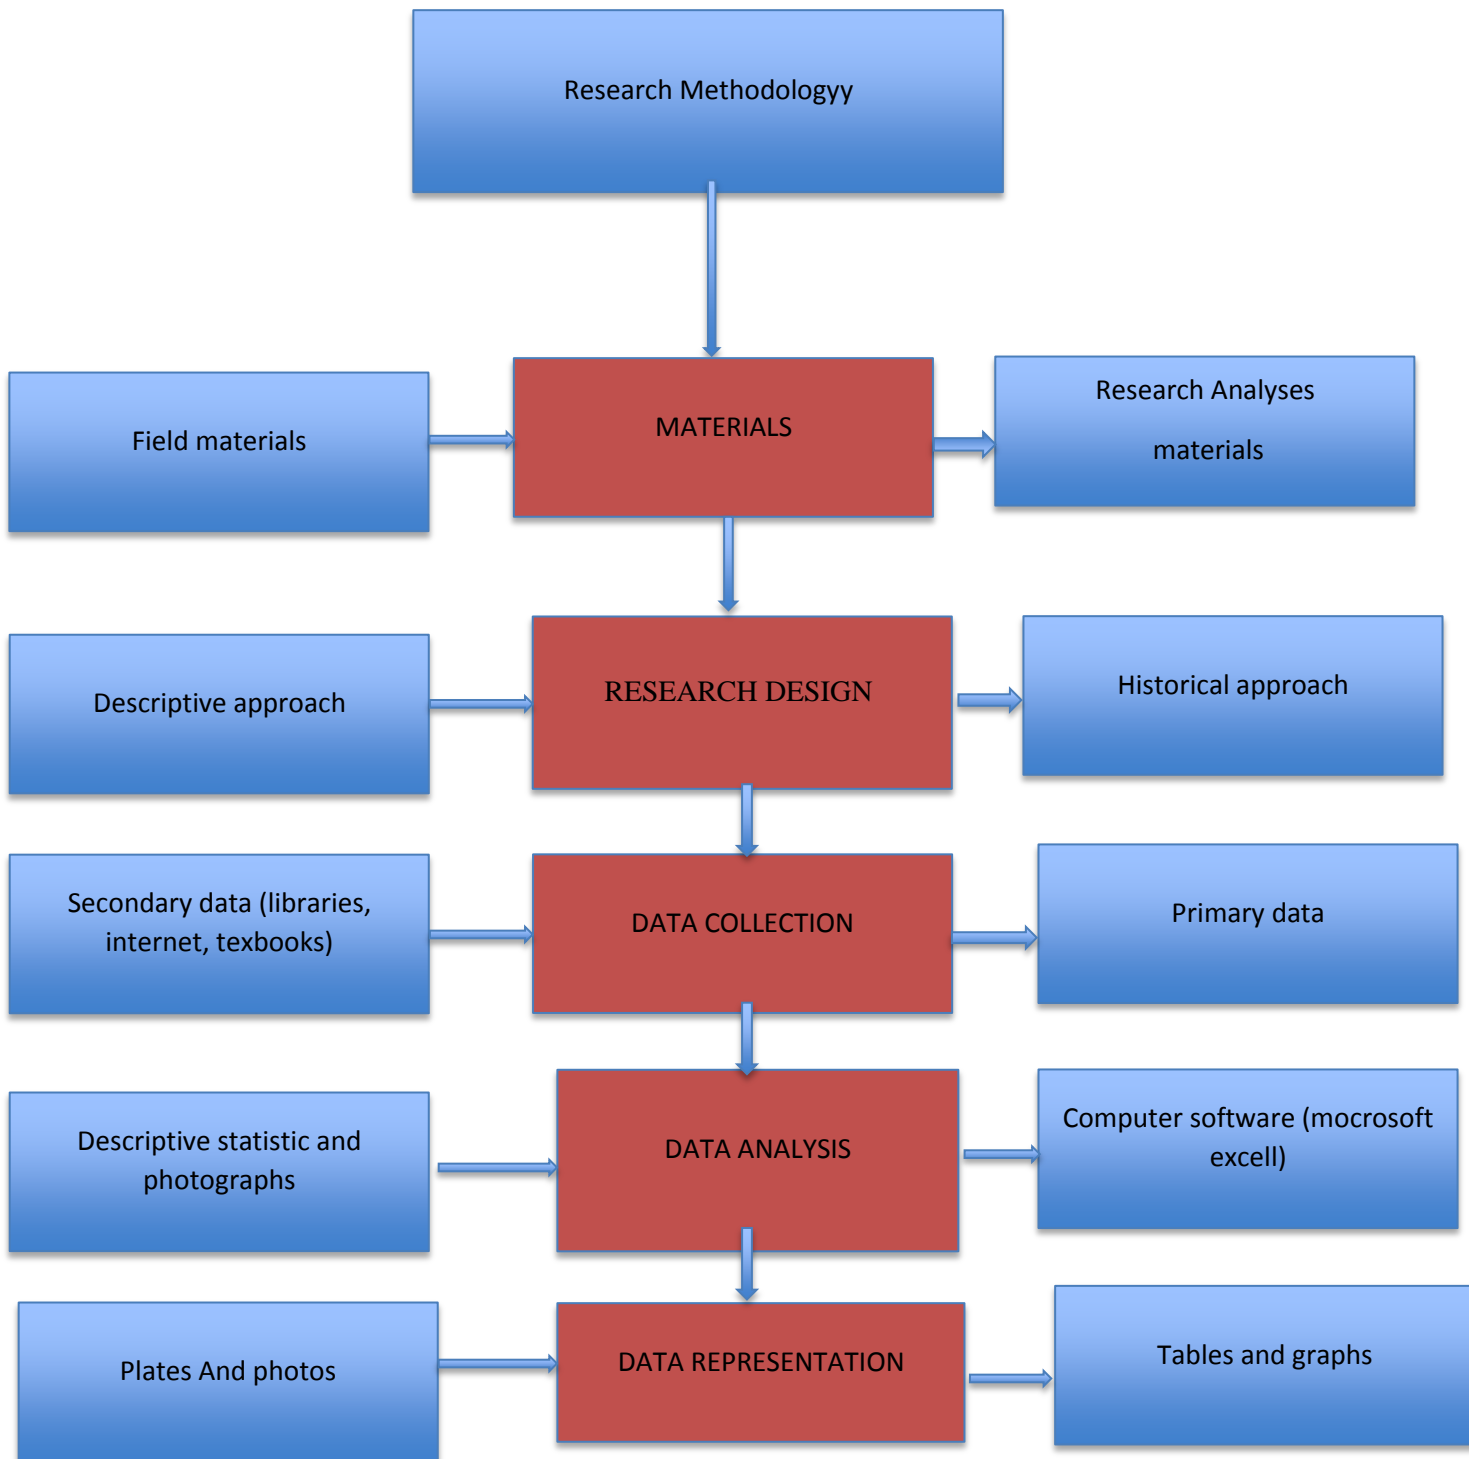 Research Methodologyy
Field materials
MATERIALS
Research Analyses
materials
Descriptive approach
RESEARCH DESIGN
Historical approach
Secondary data (libraries,
internet, texbooks)
DATA COLLECTION
Primary data
Descriptive statistic and
photographs
DATA ANALYSIS
Computer software (mocrosoft
excell)
Plates And photos
DATA REPRESENTATION
Tables and graphs